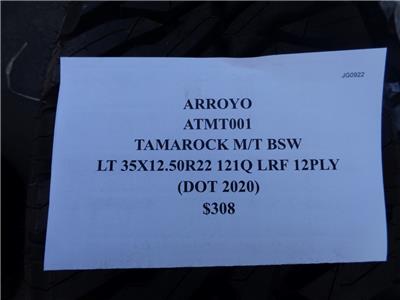 JG0922
ARROYO
ATMT001
TAMAROCK M/T BSW
LT 35X12.50R22 121Q LRF 12PLY
(DOT 2020)
$308